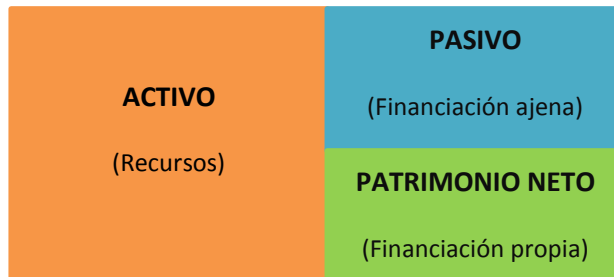 ACTIVO
(Recursos)
PASIVO
(Financiación ajena)
PATRIMONIO NETO
(Financiación propia)